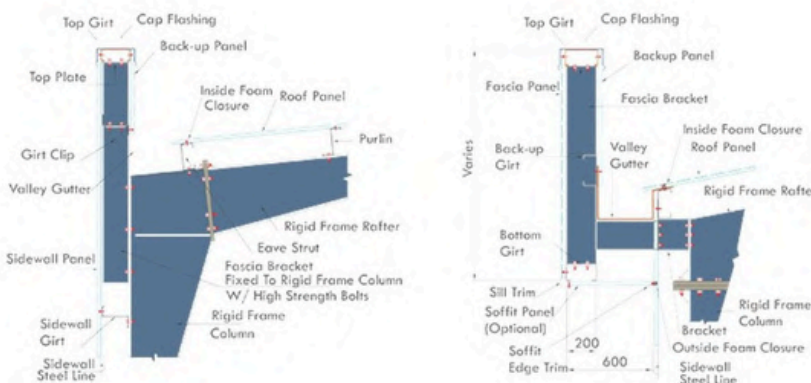 Top Girt
Cap Flashing
Back-up Panel
Top Plate
Inside Foam
Closure
Roof Panel
Purlin
Girt Clip
Valley Gutter
Rigid Frame Rafter
Eave Strut
Sidewall Panel
Fascia Bracket
Fixed To Rigid Frame Column
W/ High Strength Bolts
Sidewall
Girt
Rigid Frame
Column
Sidewall
Steel Line
Top Girt
Cap Flashing
Backup Panel
Fascia Panel
Fascia Bracket
Varies
Back-up
Girt
Valley
Gutter
Inside Foam Closure
Roof Panel
Rigid Frame Rafter
Bottom
Girt
Sill Trim
Soffit Panel
(Optional)
200
Bracket
Rigid Frame
Column
Soffit
Edge Trim
600
Outside Foam Closure
Sidewall
Steel Line